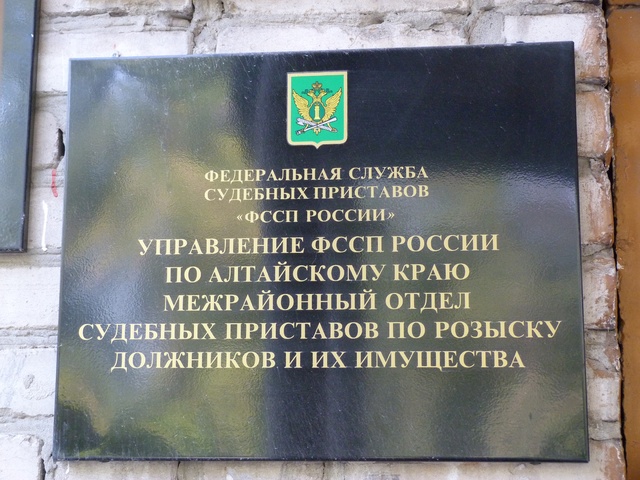 ФЕДЕРАЛЬНАЯ СЛУЖБА
СУДЕБНЫХ ПРИСТАВОВ
«ФССП РОССИИ»
УПРАВЛЕНИЕ ФССП РОССИИ
ПО АЛТАЙСКОМУ КРАЮ
МЕЖРАЙОННЫЙ ОТДЕЛ
СУДЕБНЫХ ПРИСТАВОВ ПО РОЗЫСКУ
ДОЛЖНИКОВ И ИХ ИМУЩЕСТВА